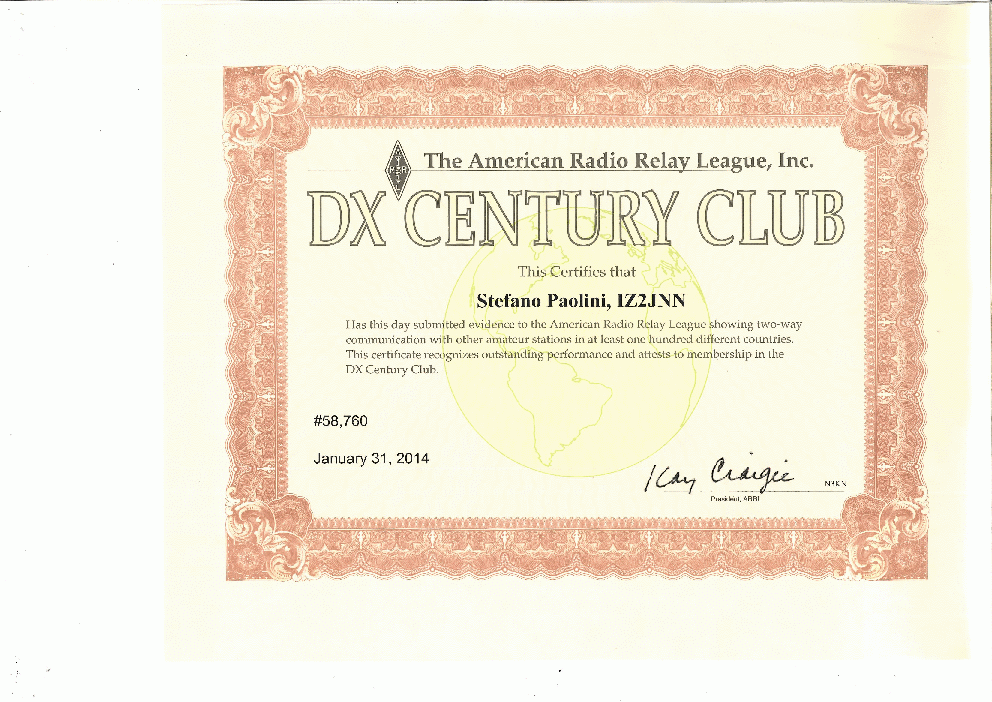 The American Radio Relay League, Inc.
DX CENTURY CLUB
This Certifies that
Stefano Paolini, IZ2JNN
Has this day submitted evidence to the American Radio Relay League showing two-way
communication with other amateur stations in at least one hundred different countries.
This certificate recognizes outstanding performance and attests to membership in the
DX Century Club.
#58,760
January 31, 2014
Kay Craigie
N3KN
President, ARRL